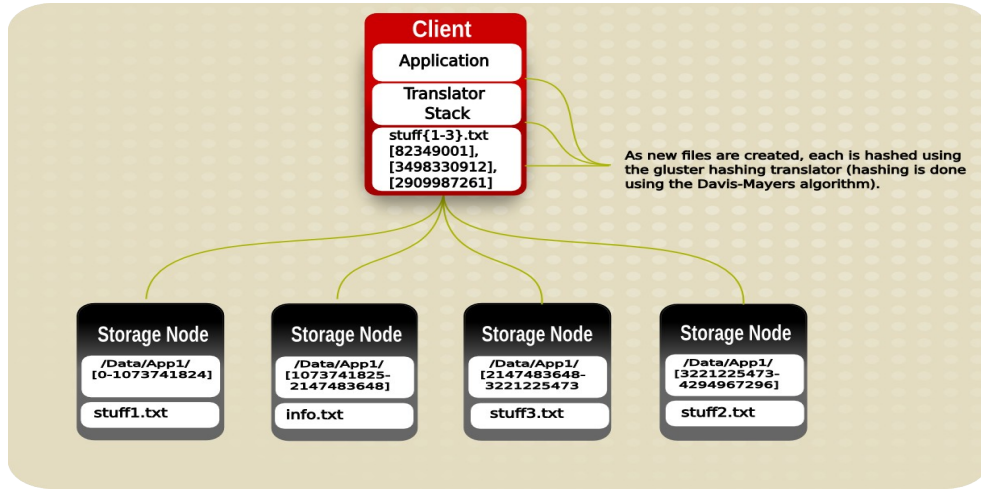 Client
Application
Translator
Stack
stuff{1-3}.txt
[82349001],
[3498330912],
[2909987261]
As new files are created, each is hashed using
the gluster hashing translator (hashing is done
using the Davis-Mayers algorithm).
Storage Node
/Data/App1/
[0-1073741824]
stuff1.txt
Storage Node
/Data/App1/
[1073741825-
2147483648]
info.txt
Storage Node
/Data/App1/
[2147483648-
3221225473
stuff3.txt
Storage Node
/Data/App1/
[3221225473-
4294967296]
stuff2.txt